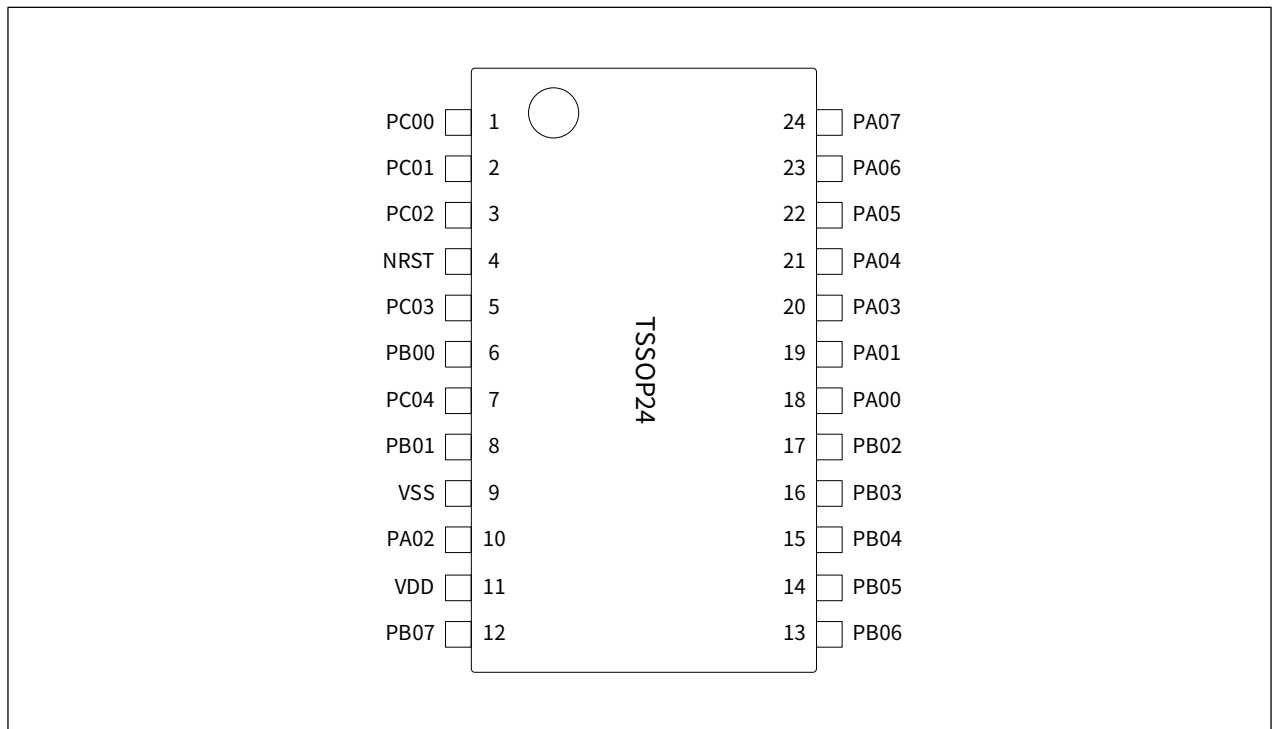 PC00 1 24 PA07
PC01 2 23 PA06
PC02 3 22 PA05
NRST 4 21 PA04
PC03 5 20 PA03
PB00 6 19 PA01
PC04 7 18 PA00
PB01 8 17 PB02
VSS 9 16 PB03
PA02 10 15 PB04
VDD 11 14 PB05
PB07 12 13 PB06
TSSOP24